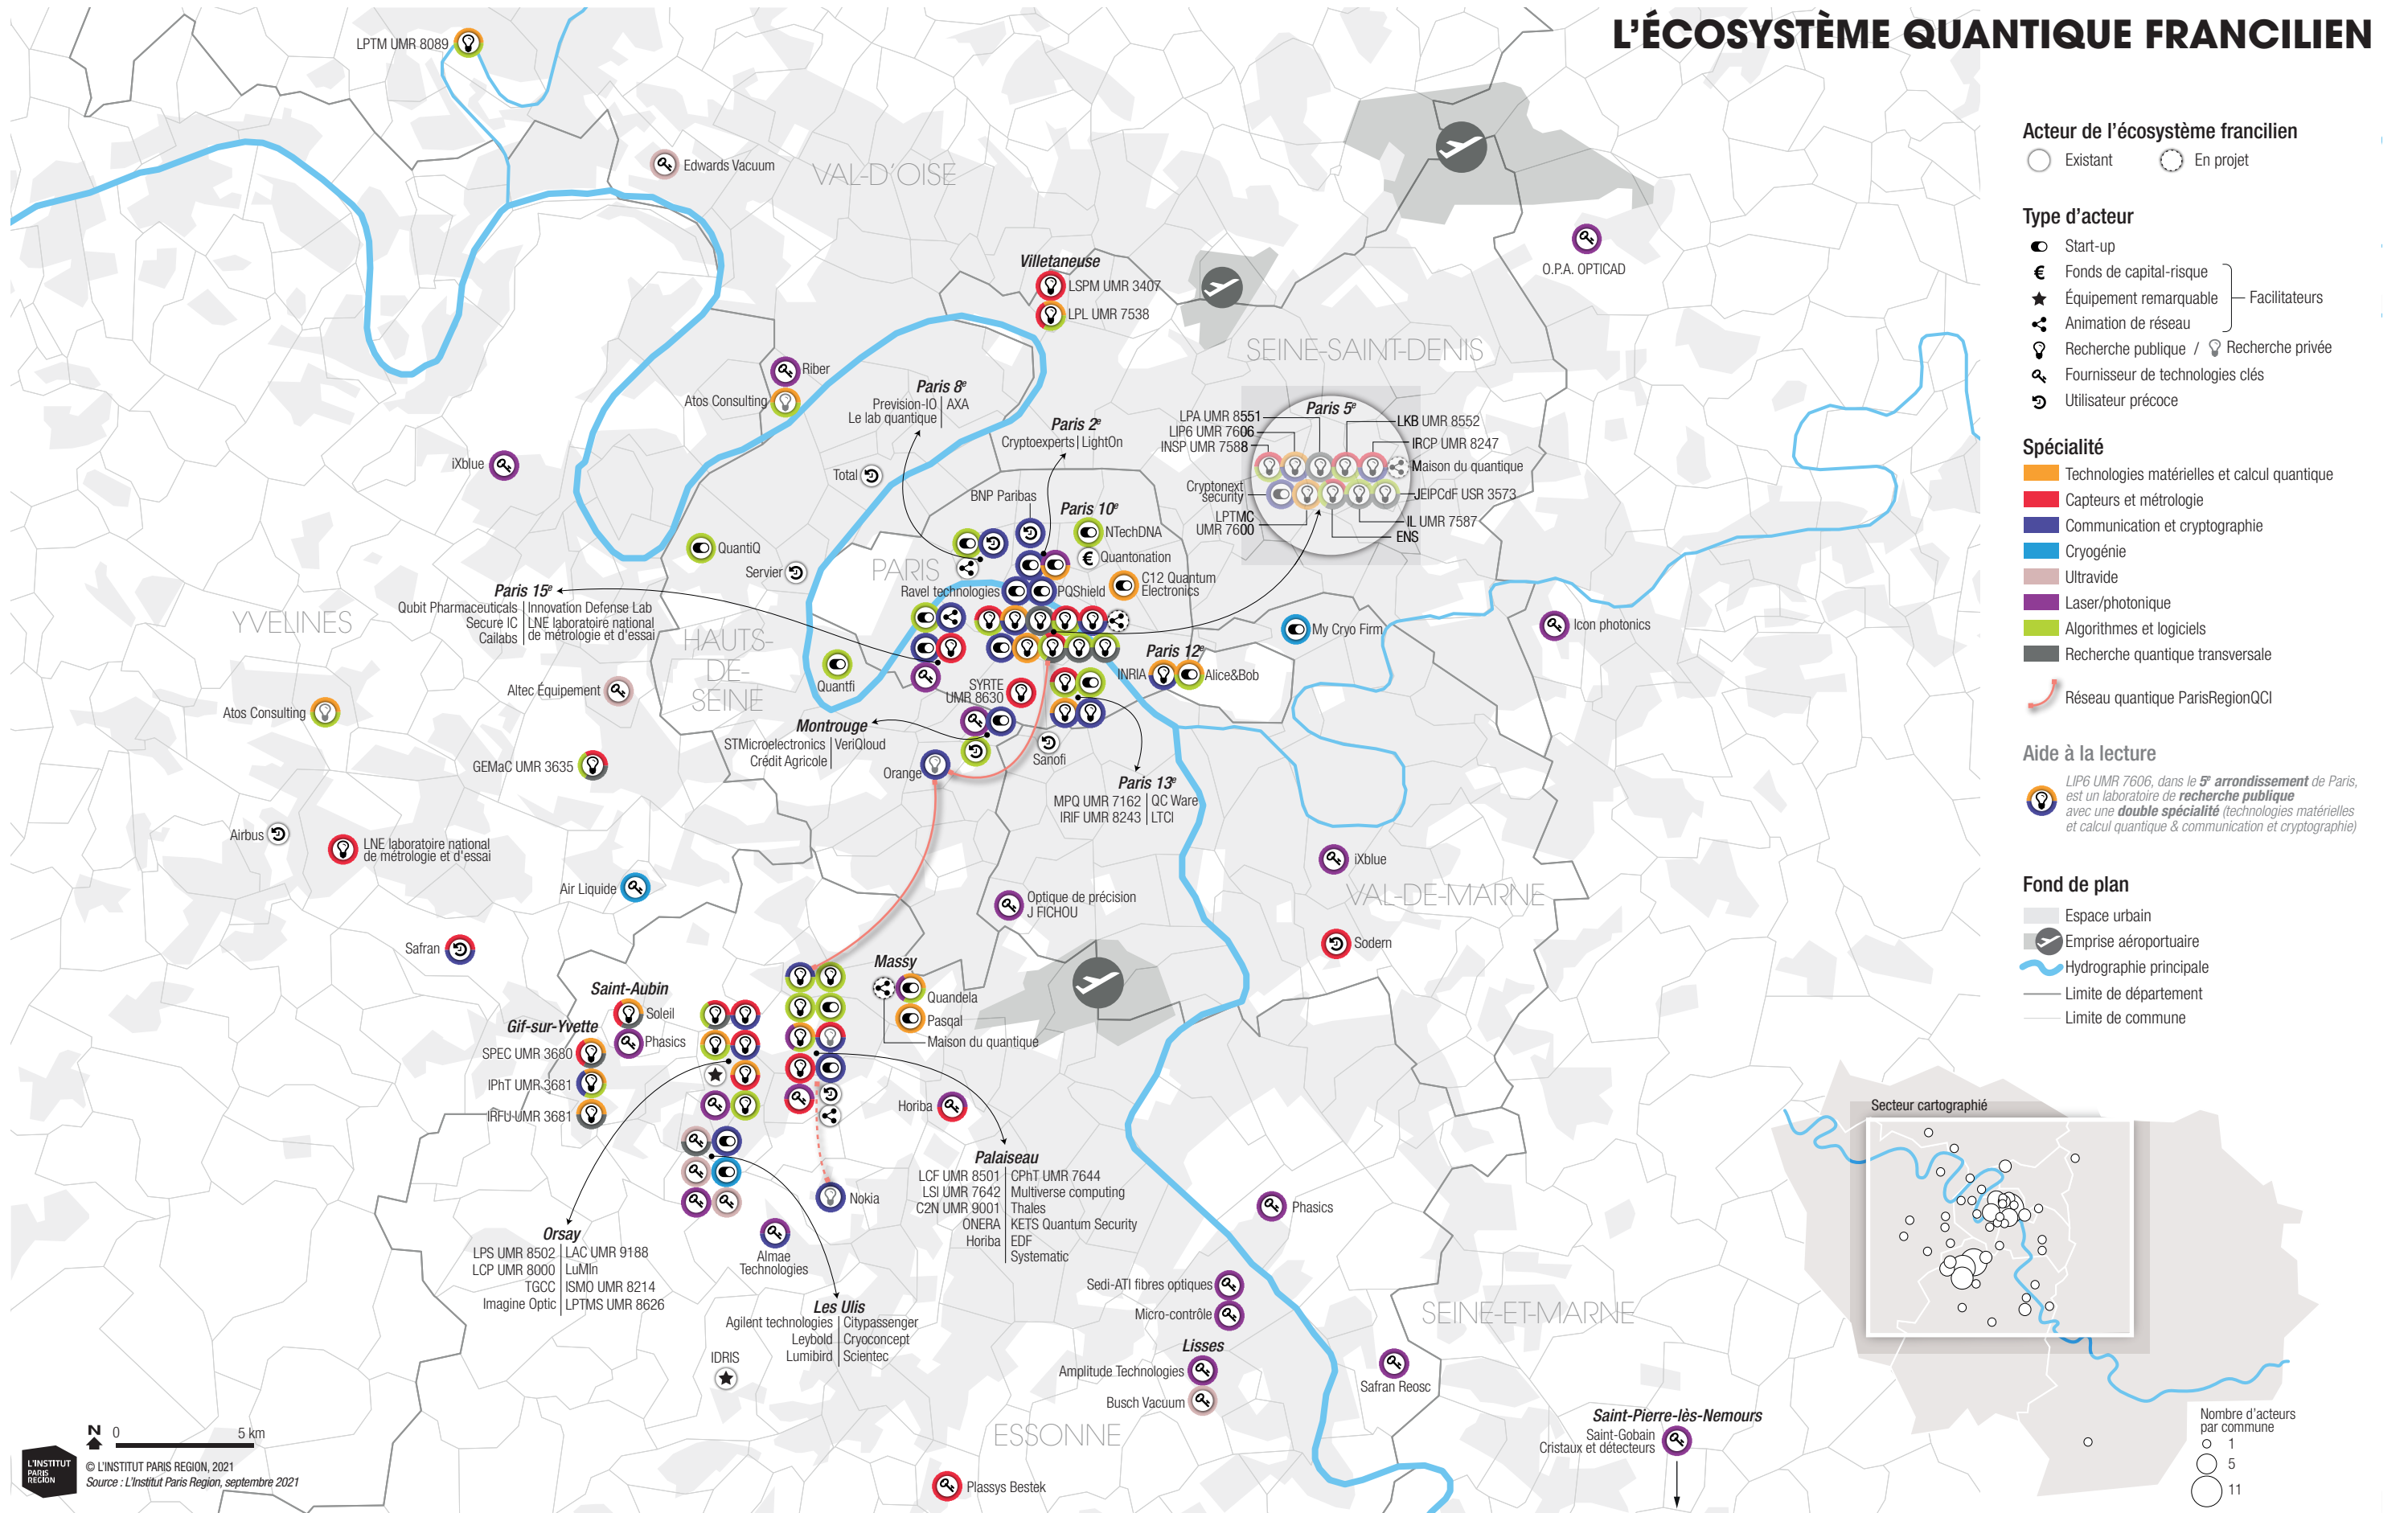 L'ÉCOSYSTÈME QUANTIQUE FRANCILIEN
LPTM UMR 8089
Edwards Vacuum
VAL-D'OISE
O.P.A. OPTICAD
Villetaneuse
LSPM UMR 3407
LPL UMR 7538
SEINE-SAINT-DENIS
Riber
Atos Consulting
Paris 8e
Prevision-IO
AXA
Le lab quantique
Paris 2e
Cryptoexperts
LightOn
Paris 5e
LPA UMR 8551
LIP6 UMR 7606
INSP UMR 7588
LKB UMR 8552
IRCP UMR 8247
Maison du quantique
Cryptonext
security
JEIPCdF USR 3573
LPTMC
UMR 7600
IL UMR 7587
ENS
iXblue
Total
BNP Paribas
Paris 10e
NTechDNA
Quantonation
C12 Quantum
Electronics
QuantiQ
Servier
PARIS
Ravel technologies
PQShield
Paris 15e
Qubit Pharmaceuticals
Secure IC
Cailabs
Innovation Defense Lab
LNE laboratoire national
de métrologie et d'essai
YVELINES
HAUTS-
DE-
SEINE
My Cryo Firm
Icon photonics
Quantfi
Paris 12e
INRIA
Alice&Bob
SYRTE
UMR 8630
Altec Équipement
Atos Consulting
Montrouge
STMicroelectronics
VeriQloud
Crédit Agricole
Orange
Sanofi
GEMaC UMR 3635
Paris 13e
MPQ UMR 7162
QC Ware
IRIF UMR 8243
LTCI
Airbus
LNE laboratoire national
de métrologie et d'essai
Air Liquide
iXblue
VAL-DE-MARNE
Optique de précision
J FICHOU
Safran
Sodern
Massy
Quandela
Pasqal
Maison du quantique
Saint-Aubin
Soleil
Phasics
Gif-sur-Yvette
SPEC UMR 3680
IPhT UMR 3681
IRFU UMR 3681
Horiba
Palaiseau
LCF UMR 8501
LSI UMR 7642
C2N UMR 9001
ONERA
Horiba
CPhT UMR 7644
Multiverse computing
Thales
KETS Quantum Security
EDF
Systematic
Nokia
Phasics
Orsay
LPS UMR 8502
LCP UMR 8000
TGCC
Imagine Optic
LAC UMR 9188
LuMIn
ISMO UMR 8214
LPTMS UMR 8626
Almae
Technologies
Les Ulis
Agilent technologies
Leybold
Lumibird
Citypassenger
Cryoconcept
Scientec
IDRIS
Sedi-ATI fibres optiques
Micro-contrôle
Lisses
Amplitude Technologies
Busch Vacuum
SEINE-ET-MARNE
Safran Reosc
ESSONNE
Plassys Bestek
Saint-Pierre-lès-Nemours
Saint-Gobain
Cristaux et détecteurs
Acteur de l'écosystème francilien
Existant
En projet
Type d'acteur
Start-up
€ Fonds de capital-risque
Équipement remarquable
Facilitateurs
Animation de réseau
Recherche publique / Recherche privée
Fournisseur de technologies clés
Utilisateur précoce
Spécialité
Technologies matérielles et calcul quantique
Capteurs et métrologie
Communication et cryptographie
Cryogénie
Ultravide
Laser/photonique
Algorithmes et logiciels
Recherche quantique transversale
Réseau quantique ParisRegionQCI
Aide à la lecture
LIP6 UMR 7606, dans le 5e arrondissement de Paris,
est un laboratoire de recherche publique
avec une double spécialité (technologies matérielles
et calcul quantique & communication et cryptographie)
Fond de plan
Espace urbain
Emprise aéroportuaire
Hydrographie principale
Limite de département
Limite de commune
Secteur cartographié
Nombre d'acteurs
par commune
1
5
11
N
0
5 km
L'INSTITUT
PARIS
REGION
© L'INSTITUT PARIS REGION, 2021
Source : L'Institut Paris Region, septembre 2021